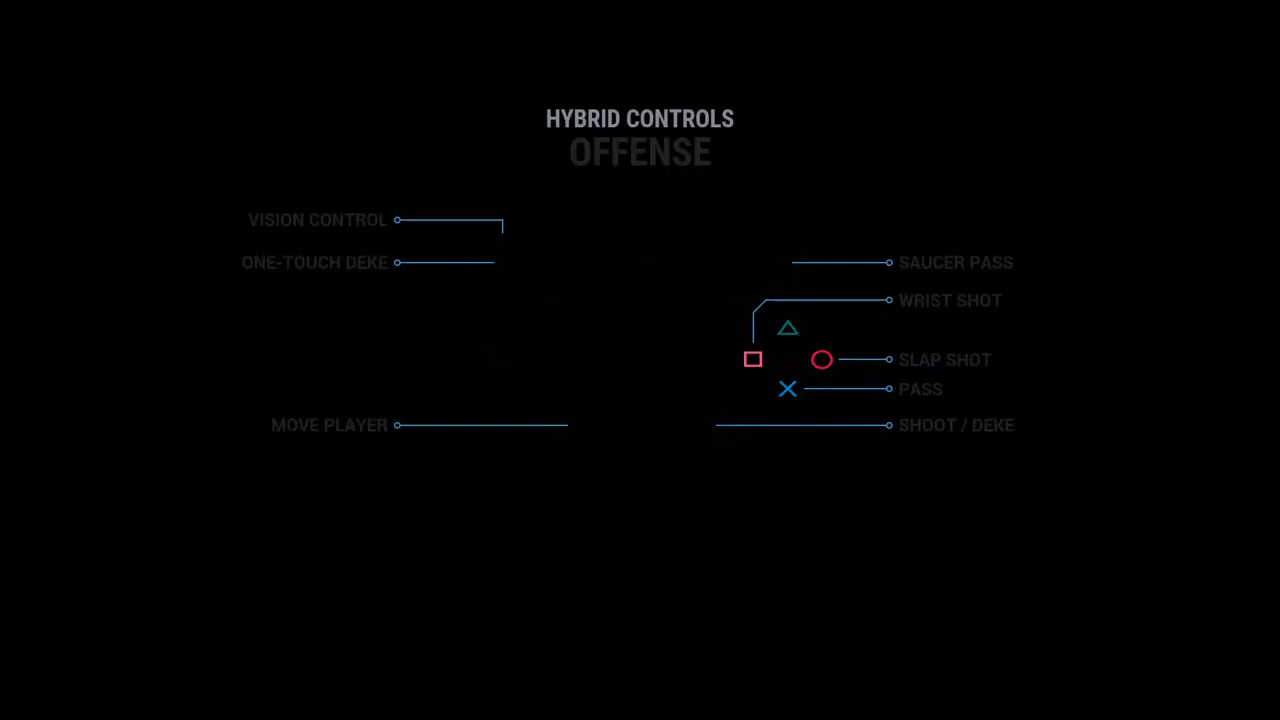 HYBRID CONTROLS
OFFENSE
VISION CONTROL
ONE-TOUCH DEKE
SAUCER PASS
WRIST SHOT
SLAP SHOT
PASS
MOVE PLAYER
SHOOT / DEKE